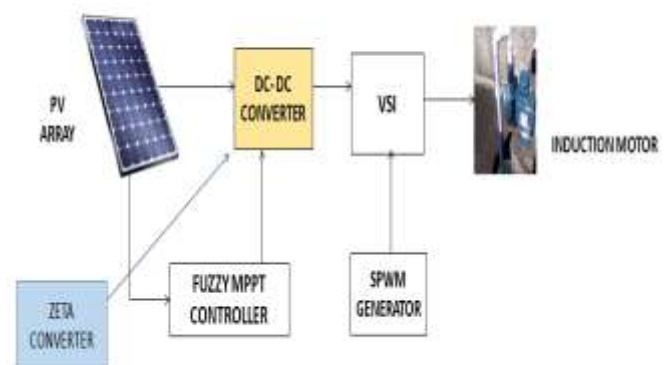 PV
ARRAY
DC- DC
CONVERTER
VSI
INDUCTION MOTOR
FUZZY MPPT
CONTROLLER
SPWM
GENERATOR
ZETA
CONVERTER